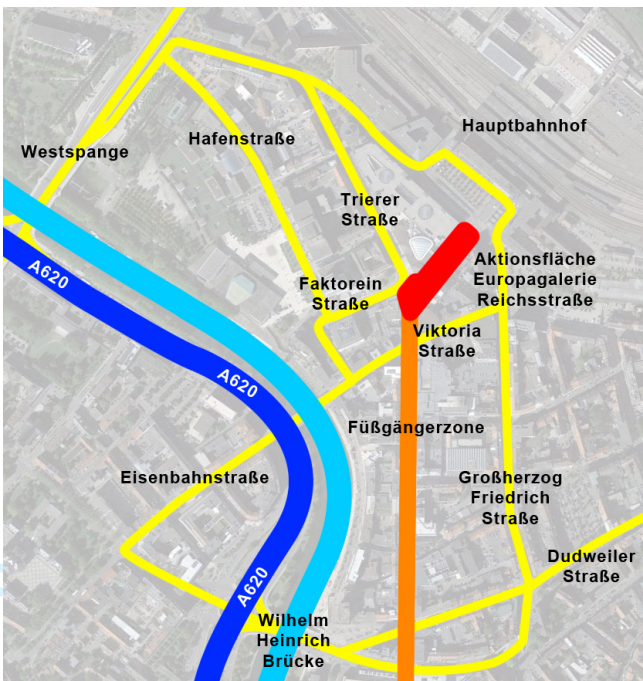 Hauptbahnhof
Hafenstraße
Westspange
Trierer
Straße
A620
Aktionsfläche
Europagalerie
Reichsstraße
Faktorein
Straße
Viktoria
Straße
A620
Füßgängerzone
Eisenbahnstraße
Großherzog
Friedrich
Straße
Dudweiler
Straße
A620
Wilhelm
Heinrich
Brücke